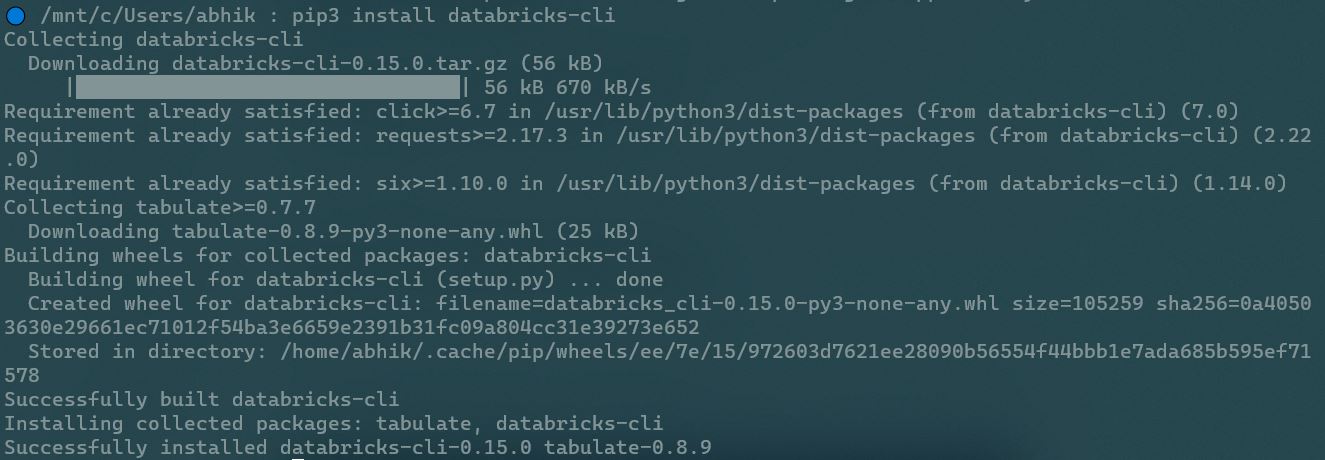 /mnt/c/Users/abhik : pip3 install databricks-cli
Collecting databricks-cli
  Downloading databricks-cli-0.15.0.tar.gz (56 kB)
     |                                | 56 kB 670 kB/s
Requirement already satisfied: click>=6.7 in /usr/lib/python3/dist-packages (from databricks-cli) (7.0)
Requirement already satisfied: requests>=2.17.3 in /usr/lib/python3/dist-packages (from databricks-cli) (2.22
.0)
Requirement already satisfied: six>=1.10.0 in /usr/lib/python3/dist-packages (from databricks-cli) (1.14.0)
Collecting tabulate>=0.7.7
  Downloading tabulate-0.8.9-py3-none-any.whl (25 kB)
Building wheels for collected packages: databricks-cli
  Building wheel for databricks-cli (setup.py) ... done
  Created wheel for databricks-cli: filename=databricks_cli-0.15.0-py3-none-any.whl size=105259 sha256=0a4050
3630e29661ec71012f54ba3e6659e2391b31fc09a804cc31e39273e652
  Stored in directory: /home/abhik/.cache/pip/wheels/ee/7e/15/972603d7621ee28090b56554f44bbb1e7ada685b595ef71
578
Successfully built databricks-cli
Installing collected packages: tabulate, databricks-cli
Successfully installed databricks-cli-0.15.0 tabulate-0.8.9